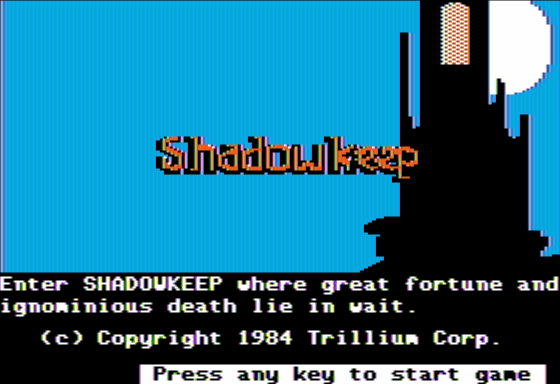 Shadowkeep
Enter SHADOWKEEP where great fortune and
ignominious death lie in wait.
(c) Copyright 1984 Trillium Corp.
Press any key to start game